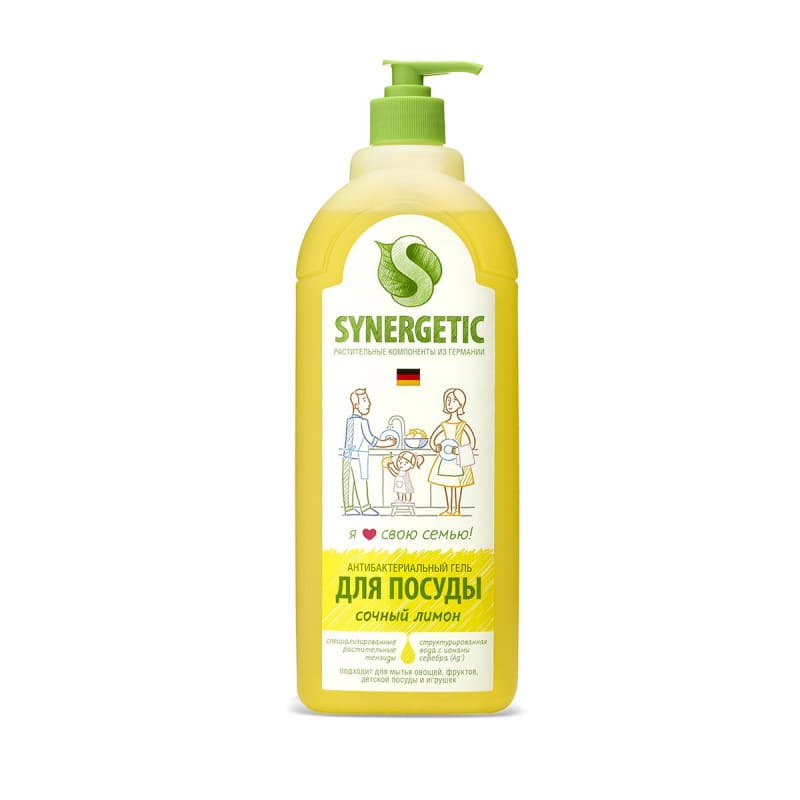 SYNERGETIC
РАСТИТЕЛЬНЫЕ КОМПОНЕНТЫ ИЗ ГЕРМАНИИ
я ❤ свою семью!
АНТИБАКТЕРИАЛЬНЫЙ ГЕЛЬ
ДЛЯ ПОСУДЫ
сочный лимон
специализированные
растительные
тензиды
структурированная
вода с ионами
серебра (Ag⁺)
подходит для мытья овощей, фруктов,
детской посуды и игрушек